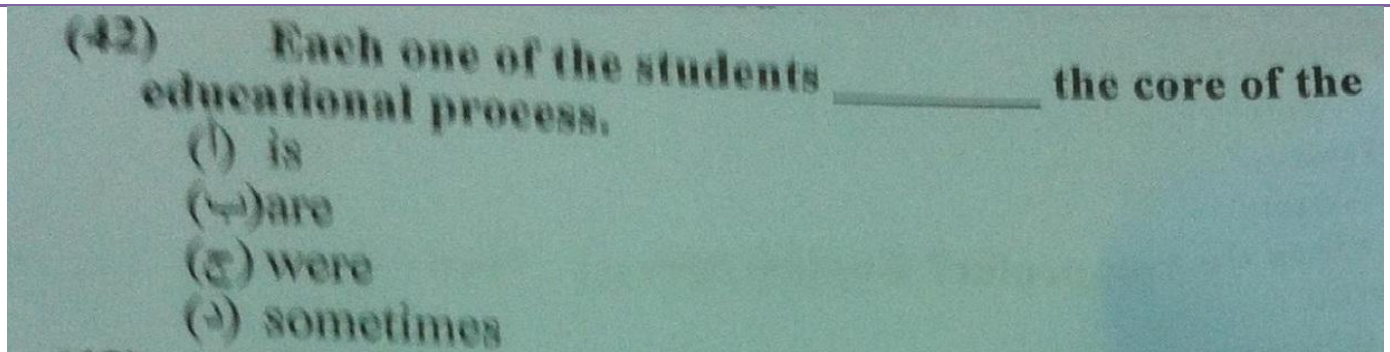 (42) Each one of the students ________ the core of the
educational process.
(أ) is
(ب)are
(ج) were
(د) sometimes